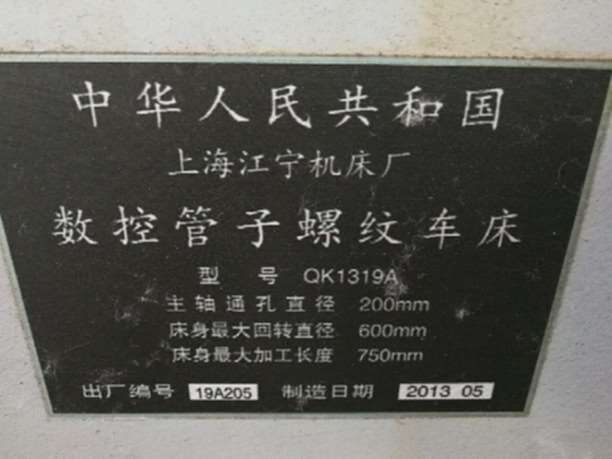 中华人民共和国
上海江宁机床厂
数控管子螺纹车床
型 号 QK1319A
主轴通孔直径 200mm
床身最大回转直径 600mm
床身最大加工长度 750mm
出厂编号 19A205 制造日期 2013 05